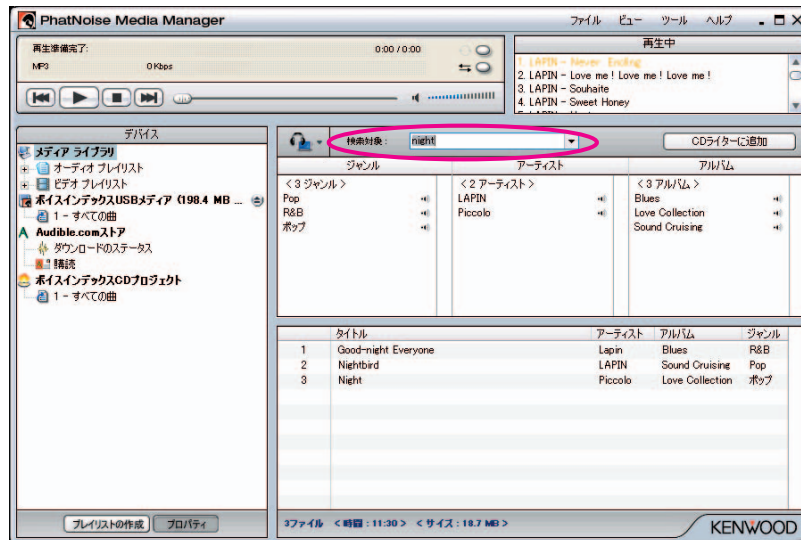 PhatNoise Media Manager
ファイル ビュー ツール ヘルプ
再生準備完了: 0:00 / 0:00
MP3 0 Kbps
再生中
1. LAPIN - Never Ending
2. LAPIN - Love me ! Love me ! Love me !
3. LAPIN - Souhaite
4. LAPIN - Sweet Honey
デバイス
メディア ライブラリ
オーディオ プレイリスト
ビデオ プレイリスト
ボイスインデックスUSBメディア (198.4 MB ...
1 - すべての曲
Audible.comストア
ダウンロードのステータス
購読
ボイスインデックスCDプロジェクト
1 - すべての曲
検索対象: night
CDライターに追加
ジャンル アーティスト アルバム
<3 ジャンル> <2 アーティスト> <3 アルバム>
Pop LAPIN Blues
R&B Piccolo Love Collection
ポップ Sound Cruising
タイトル アーティスト アルバム ジャンル
1 Good-night Everyone Lapin Blues R&B
2 Nightbird LAPIN Sound Cruising Pop
3 Night Piccolo Love Collection ポップ
プレイリストの作成 プロパティ
3ファイル <時間 : 11:30> <サイズ : 18.7 MB>
KENWOOD